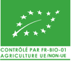 CONTRÔLÉ PAR FR-BIO-01
AGRICULTURE UE/NON-UE